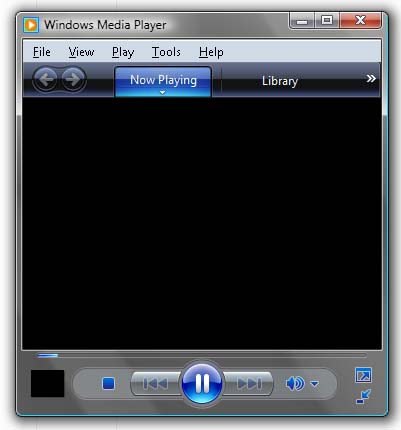 Windows Media Player
File View Play Tools Help
Now Playing Library »